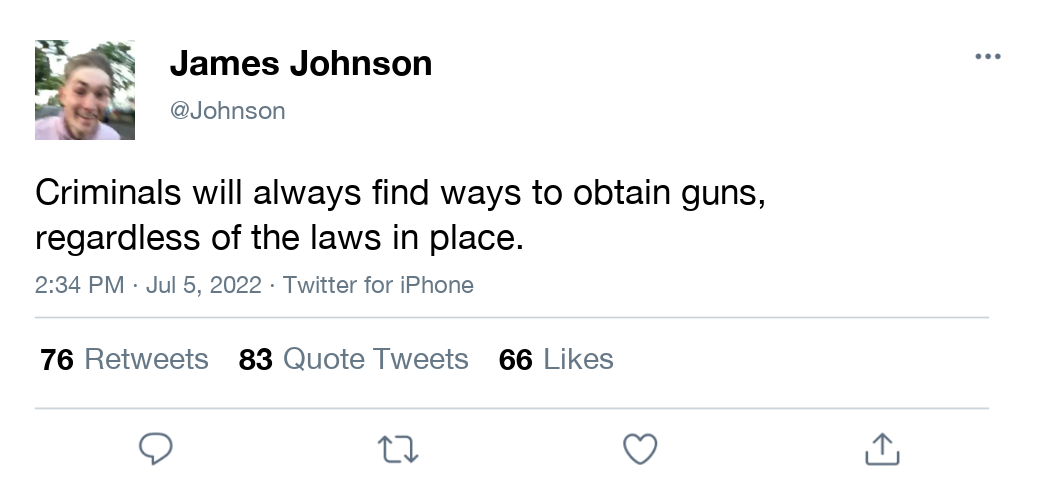 James Johnson
@Johnson
Criminals will always find ways to obtain guns,
regardless of the laws in place.
2:34 PM · Jul 5, 2022 · Twitter for iPhone
76 Retweets 83 Quote Tweets 66 Likes